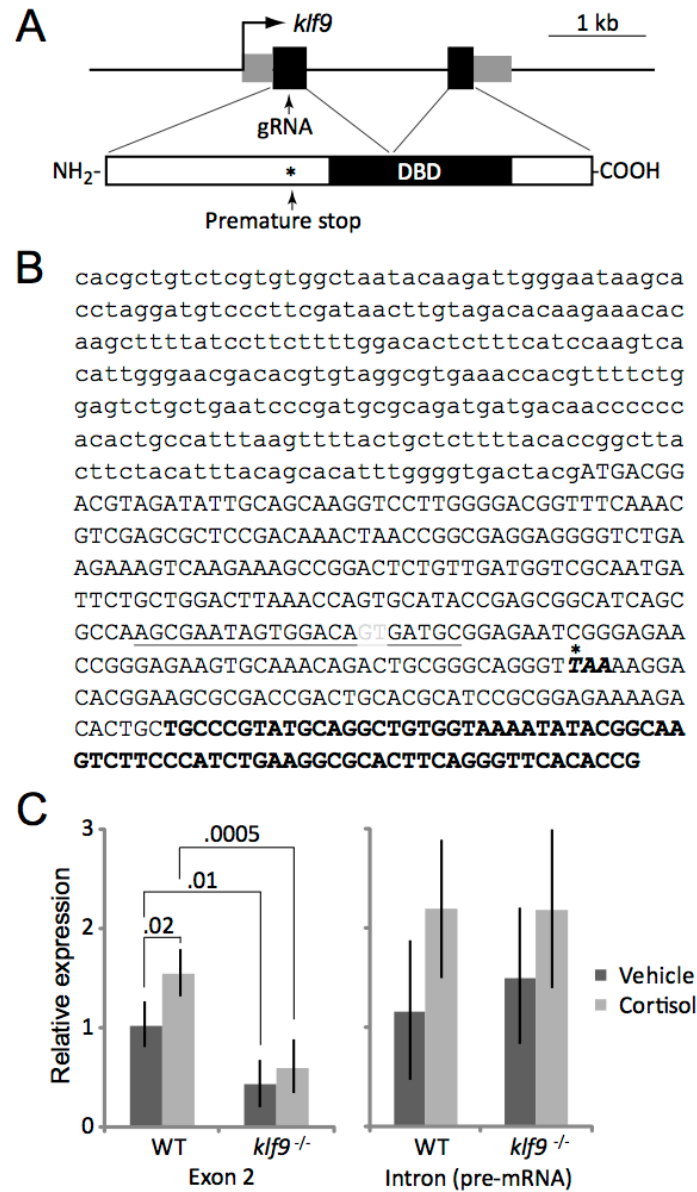 A
klf9
1 kb
gRNA
NH2-
*
DBD
-COOH
Premature stop
B
cacgctgtctcgtgtggctaatacaagattgggaataagca
cctaggatgtcccttcgataacttgtagacacaagaaacac
aagcttttatccttcttttggacactctttcatccaagtca
cattgggaacgacacgtgtaggcgtgaaaccacgttttctg
gagtctgctgaatcccgatgcgcagatgatgacaacccccc
acactgccatttaagttttactgctcttttacaccggctta
cttctacatttacagcacatttggggtgactacgATGACGG
ACGTAGATATTGCAGCAAGGTCCTTGGGGACGGTTTCAAAC
GTCGAGCGCTCCGACAAACTAACCGGCGAGGAGGGGTCTGA
AGAAAGTCAAGAAAGCCGGACTCTGTTGATGGTCGCAATGA
TTCTGCTGGACTTAAACCAGTGCATACCGAGCGGCATCAGC
GCCAAGCGAATAGTGGACAGTGATGCGGAGAATCGGGAGAA
*
CCGGGAGAAGTGCAAACAGACTGCGGGCAGGGTTAAAAGGA
CACGGAAGCGCGACCGACTGCACGCATCCGCGGAGAAAAGA
CACTGCTGCCCGTATGCAGGCTGTGGTAAAATATACGGCAA
GTCTTCCCATCTGAAGGCGCACTTCAGGGTTCACACCG
C
Relative expression
3
2
1
0
.0005
.01
.02
Vehicle
Cortisol
WT
klf9 -/-
WT
klf9 -/-
Exon 2
Intron (pre-mRNA)